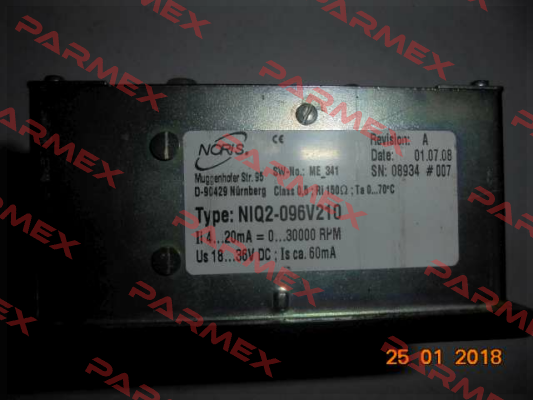 NORIS
CE
Revision: A
Date: 01.07.08
SN: 08934 #007
SW-No.: ME_341
Muggenhofer Str. 95
D-90429 Nürnberg Class 0,5 ; Ri 150Ω ; Ta 0...70°C
Type: NIQ2-096V210
Ii 4...20mA = 0...30000 RPM
Us 18...36V DC ; Is ca. 60mA
25 01 2018
PARMEX
PARMEX
PARMEX
PARMEX
PARMEX
PARMEX
PARMEX
PARMEX